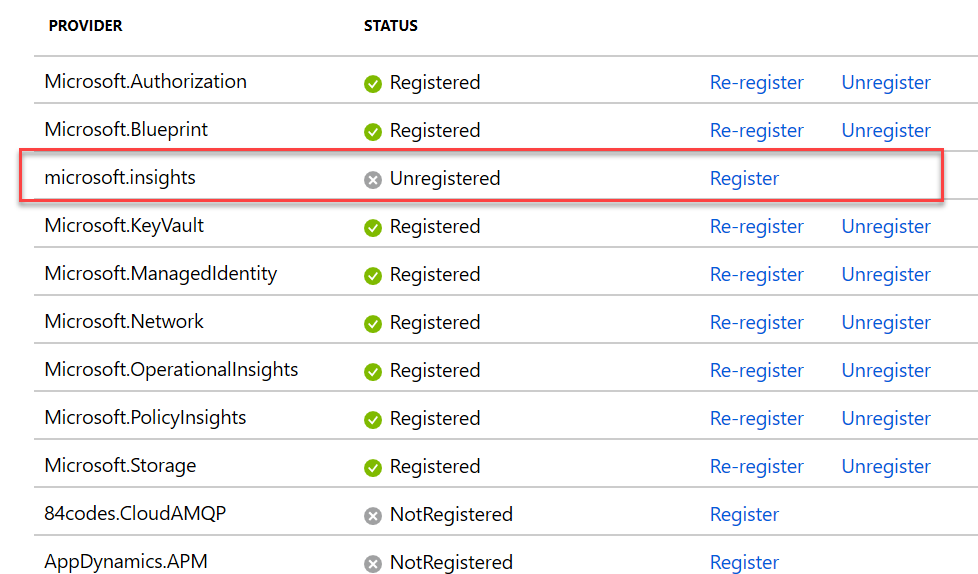 PROVIDER STATUS
Microsoft.Authorization Registered Re-register Unregister
Microsoft.Blueprint Registered Re-register Unregister
microsoft.insights Unregistered Register
Microsoft.KeyVault Registered Re-register Unregister
Microsoft.ManagedIdentity Registered Re-register Unregister
Microsoft.Network Registered Re-register Unregister
Microsoft.OperationalInsights Registered Re-register Unregister
Microsoft.PolicyInsights Registered Re-register Unregister
Microsoft.Storage Registered Re-register Unregister
84codes.CloudAMQP NotRegistered Register
AppDynamics.APM NotRegistered Register